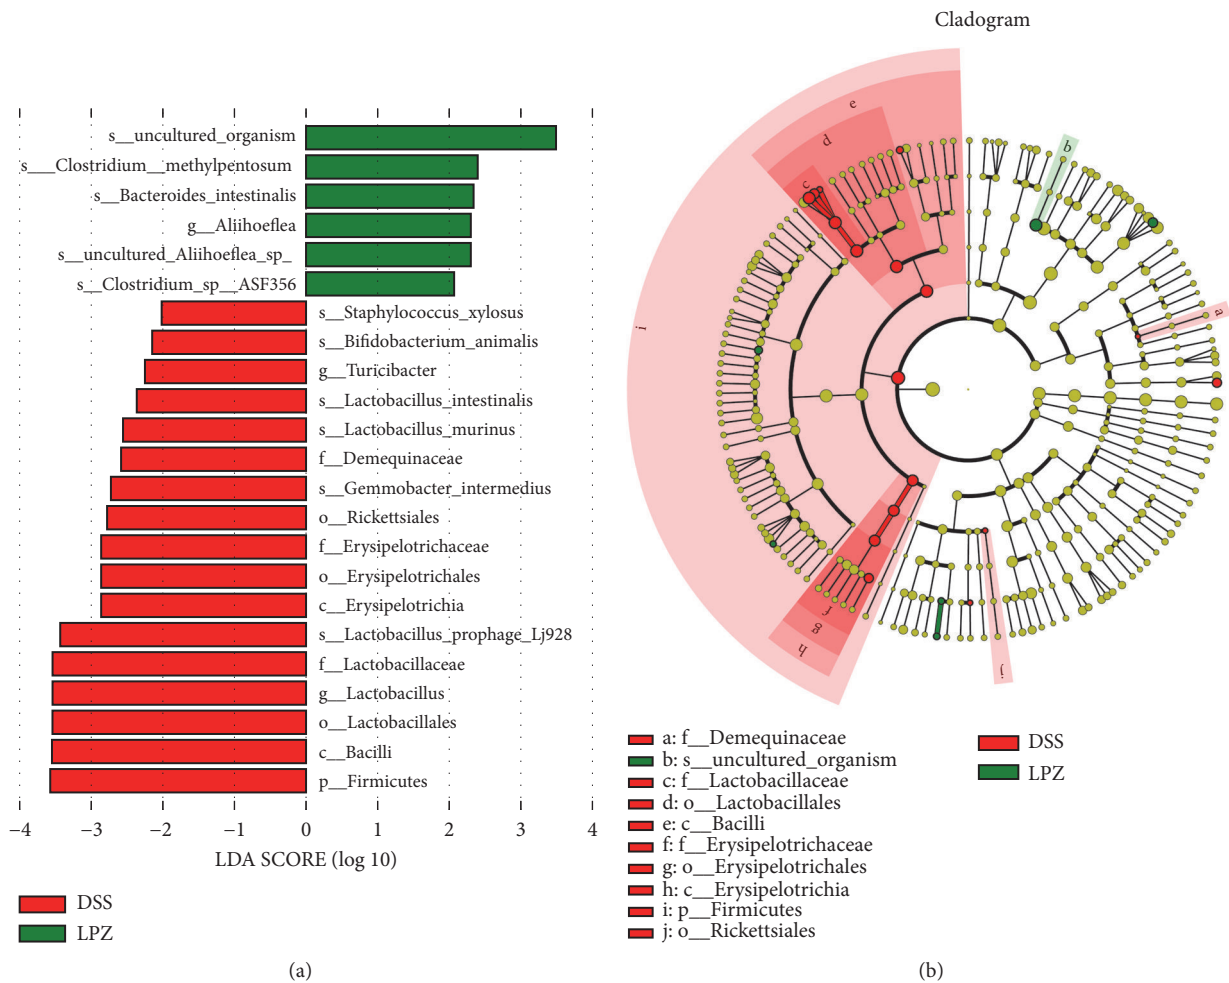 Cladogram
s__uncultured_organism
s___Clostridium__methylpentosum
s__Bacteroides_intestinalis
g__Aliihoeflea
s__uncultured_Aliihoeflea_sp_
s__Clostridium_sp__ASF356
s__Staphylococcus_xylosus
s__Bifidobacterium_animalis
g__Turicibacter
s__Lactobacillus_intestinalis
s__Lactobacillus_murinus
f__Demequinaceae
s__Gemmobacter_intermedius
o__Rickettsiales
f__Erysipelotrichaceae
o__Erysipelotrichales
c__Erysipelotrichia
s__Lactobacillus_prophage_Lj928
f__Lactobacillaceae
g__Lactobacillus
o__Lactobacillales
c__Bacilli
p__Firmicutes
−4 −3 −2 −1 0 1 2 3 4
LDA SCORE (log 10)
DSS
LPZ
(a)
e
d
c
b
a
i
f
g
h
j
a: f__Demequinaceae
b: s__uncultured_organism
c: f__Lactobacillaceae
d: o__Lactobacillales
e: c__Bacilli
f: f__Erysipelotrichaceae
g: o__Erysipelotrichales
h: c__Erysipelotrichia
i: p__Firmicutes
j: o__Rickettsiales
DSS
LPZ
(b)